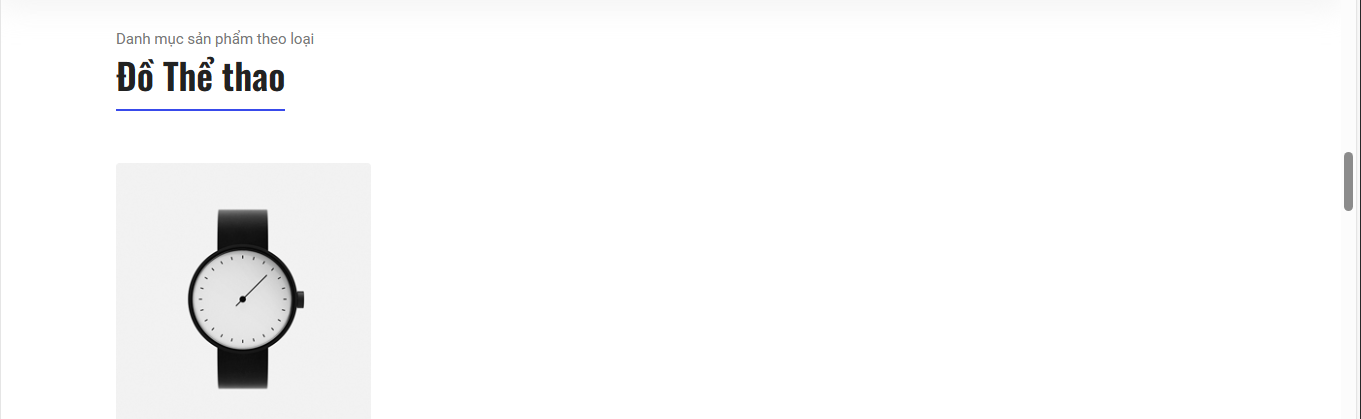 Danh mục sản phẩm theo loại
Đồ Thể thao